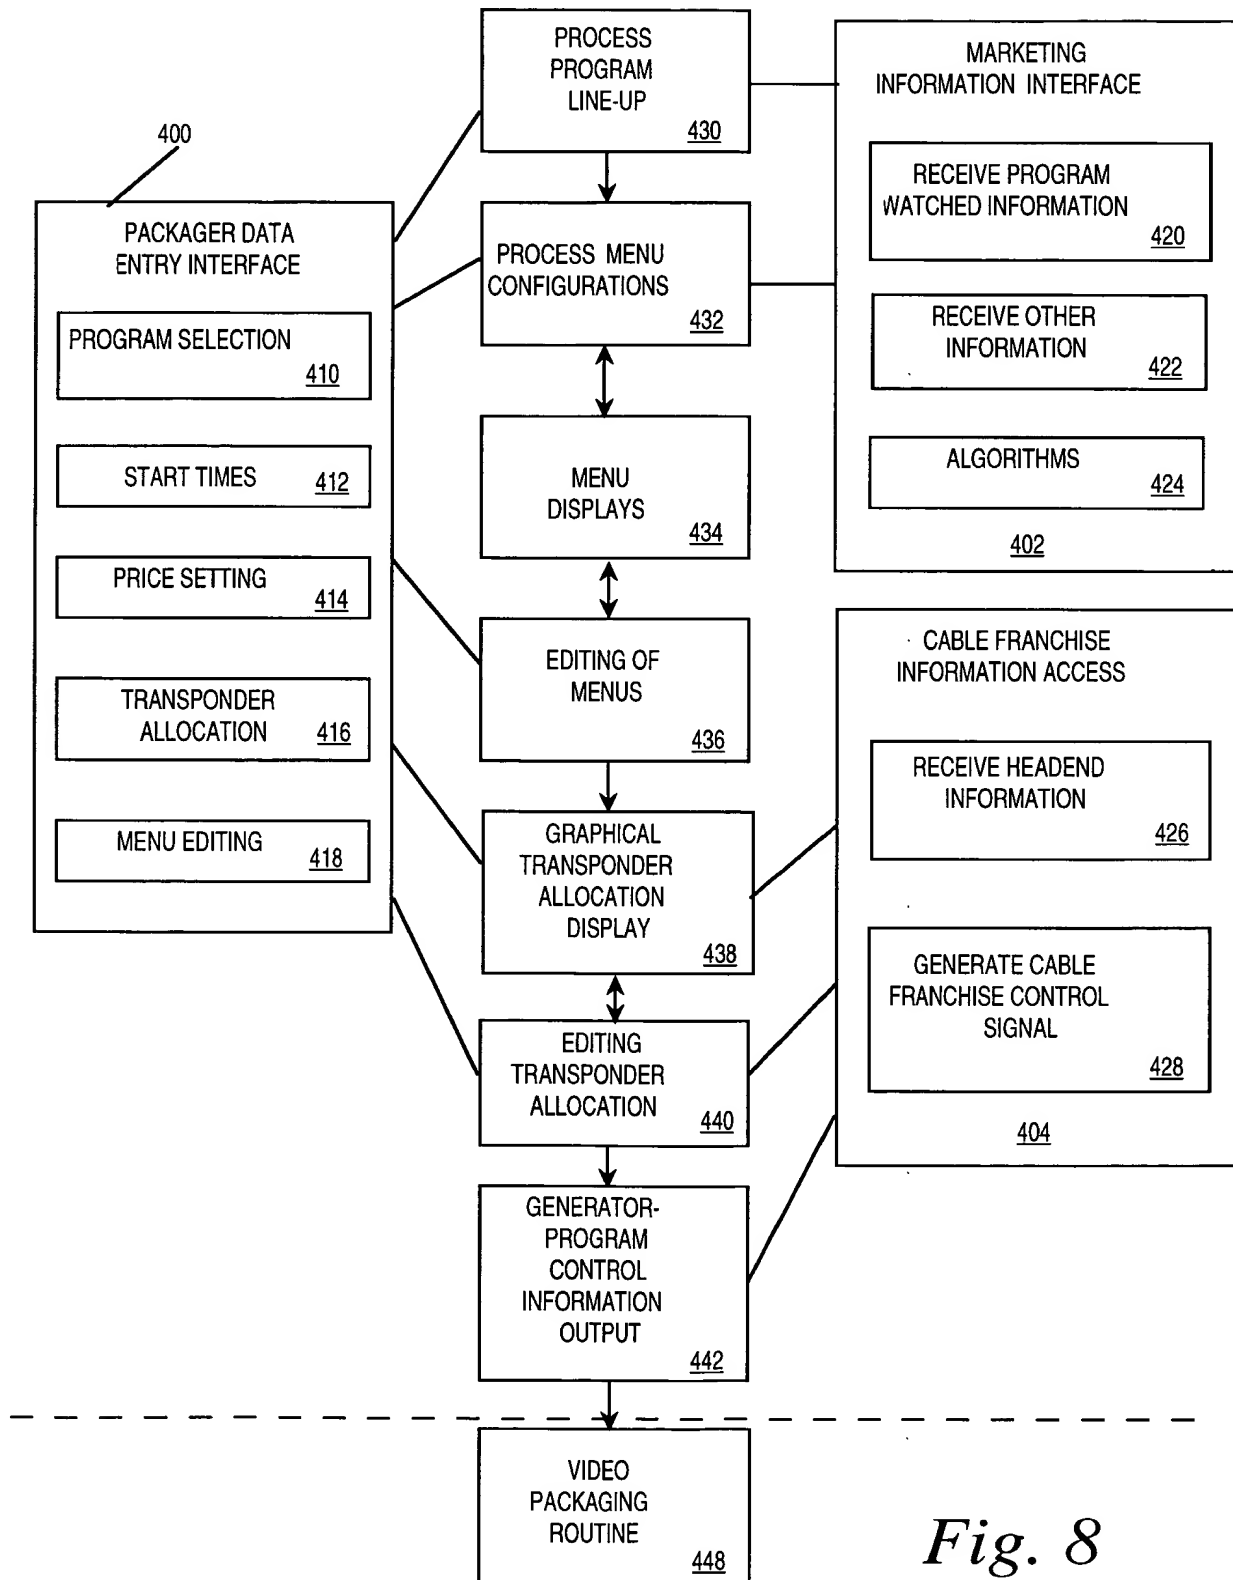 PROCESS
PROGRAM
LINE-UP
430
MARKETING
INFORMATION INTERFACE
RECEIVE PROGRAM
WATCHED INFORMATION
420
RECEIVE OTHER
INFORMATION
422
ALGORITHMS
424
402
400
PACKAGER DATA
ENTRY INTERFACE
PROGRAM SELECTION
410
START TIMES
412
PRICE SETTING
414
TRANSPONDER
ALLOCATION
416
MENU EDITING
418
PROCESS MENU
CONFIGURATIONS
432
MENU
DISPLAYS
434
EDITING OF
MENUS
436
GRAPHICAL
TRANSPONDER
ALLOCATION
DISPLAY
438
EDITING
TRANSPONDER
ALLOCATION
440
CABLE FRANCHISE
INFORMATION ACCESS
RECEIVE HEADEND
INFORMATION
426
GENERATE CABLE
FRANCHISE CONTROL
SIGNAL
428
404
GENERATOR-
PROGRAM
CONTROL
INFORMATION
OUTPUT
442
VIDEO
PACKAGING
ROUTINE
448
Fig. 8